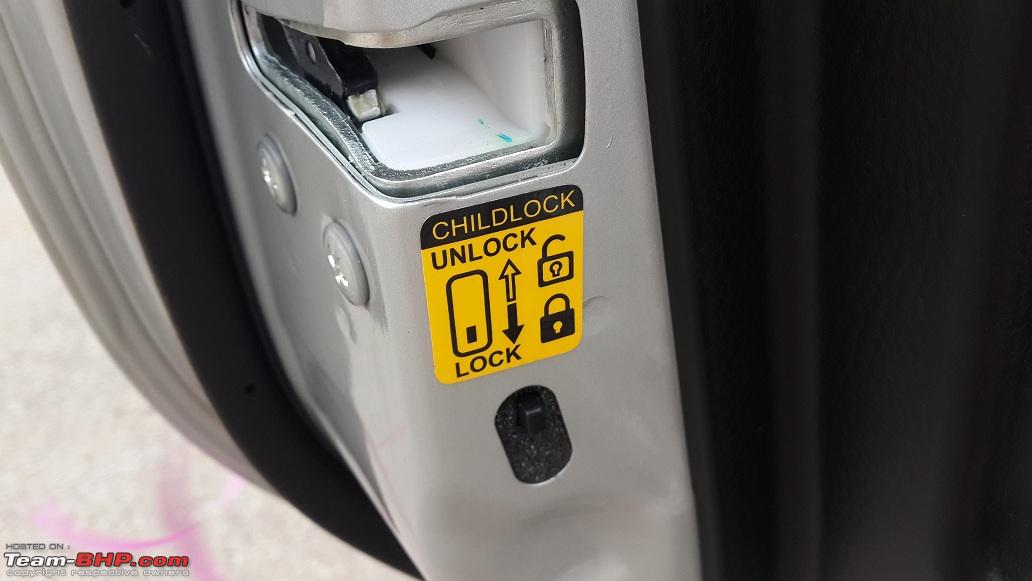 CHILDLOCK
UNLOCK
LOCK
HOSTED ON :
Team-BHP.com
copyright respective owners